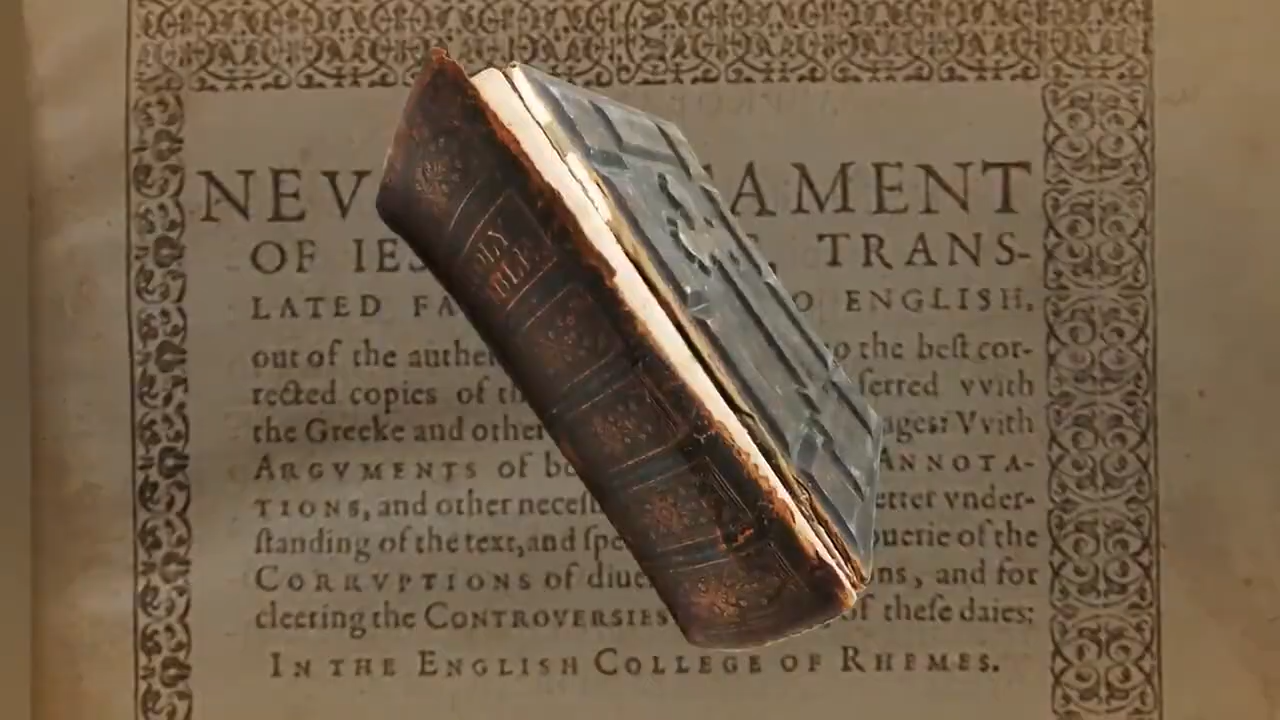 NEV AMENT
OF IES TRANS-
LATED FA O ENGLISH,
out of the authen o the beſt cor-
rected copies of th ferred vvith
the Greeke and other ages: Vvith
ARGVMENTS of bo ANNOTA-
TIONS, and other neceſſ etter vnder-
ſtanding of the text, and ſpe ouerie of the
CORRVPTIONS of diue ns, and for
cleering the CONTROVERSIES of theſe daies:
IN THE ENGLISH COLLEGE OF RHEMES.
OLY
IBLE